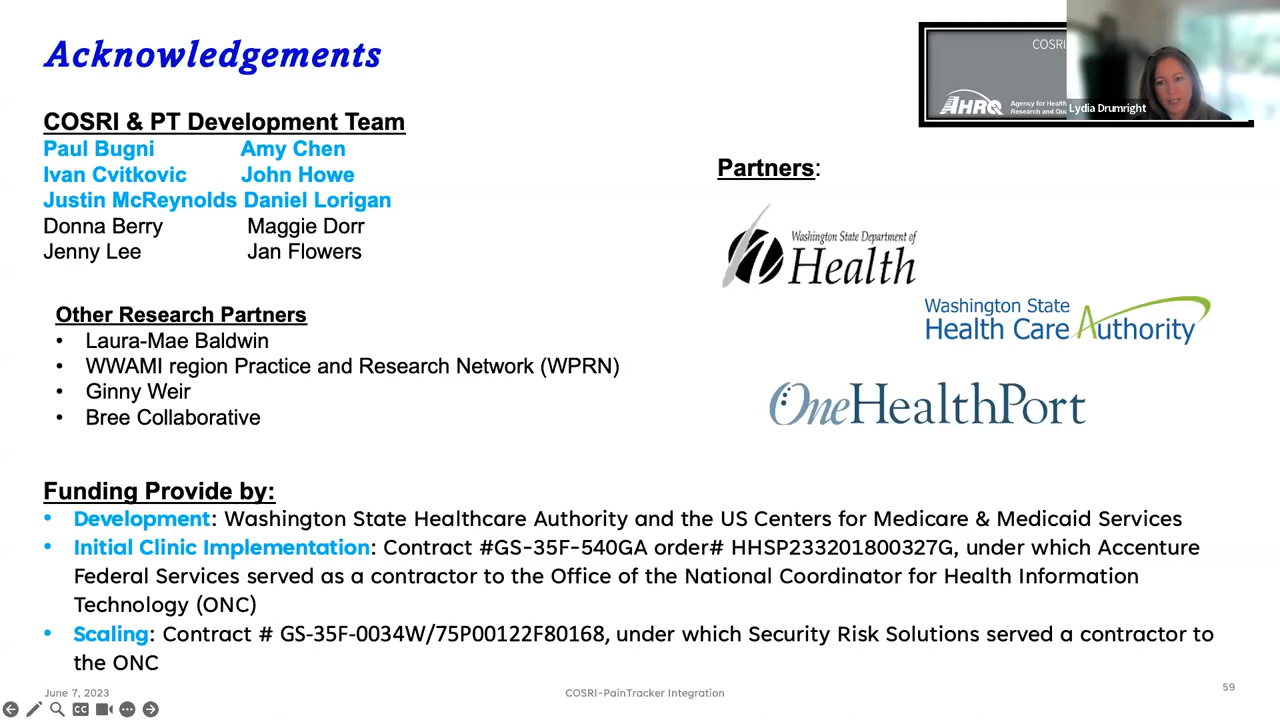 Acknowledgements
COSRI
AHRQ
Agency for Health
Research and Qu
Lydia Drumright
COSRI & PT Development Team
Paul Bugni Amy Chen
Ivan Cvitkovic John Howe
Justin McReynolds Daniel Lorigan
Donna Berry Maggie Dorr
Jenny Lee Jan Flowers
Partners:
Washington State Department of
Health
Washington State
Health Care Authority
OneHealthPort
Other Research Partners
• Laura-Mae Baldwin
• WWAMI region Practice and Research Network (WPRN)
• Ginny Weir
• Bree Collaborative
Funding Provide by:
• Development: Washington State Healthcare Authority and the US Centers for Medicare & Medicaid Services
• Initial Clinic Implementation: Contract #GS-35F-540GA order# HHSP233201800327G, under which Accenture
Federal Services served as a contractor to the Office of the National Coordinator for Health Information
Technology (ONC)
• Scaling: Contract # GS-35F-0034W/75P00122F80168, under which Security Risk Solutions served a contractor to
the ONC
June 7, 2023
COSRI-PainTracker Integration
59
CC